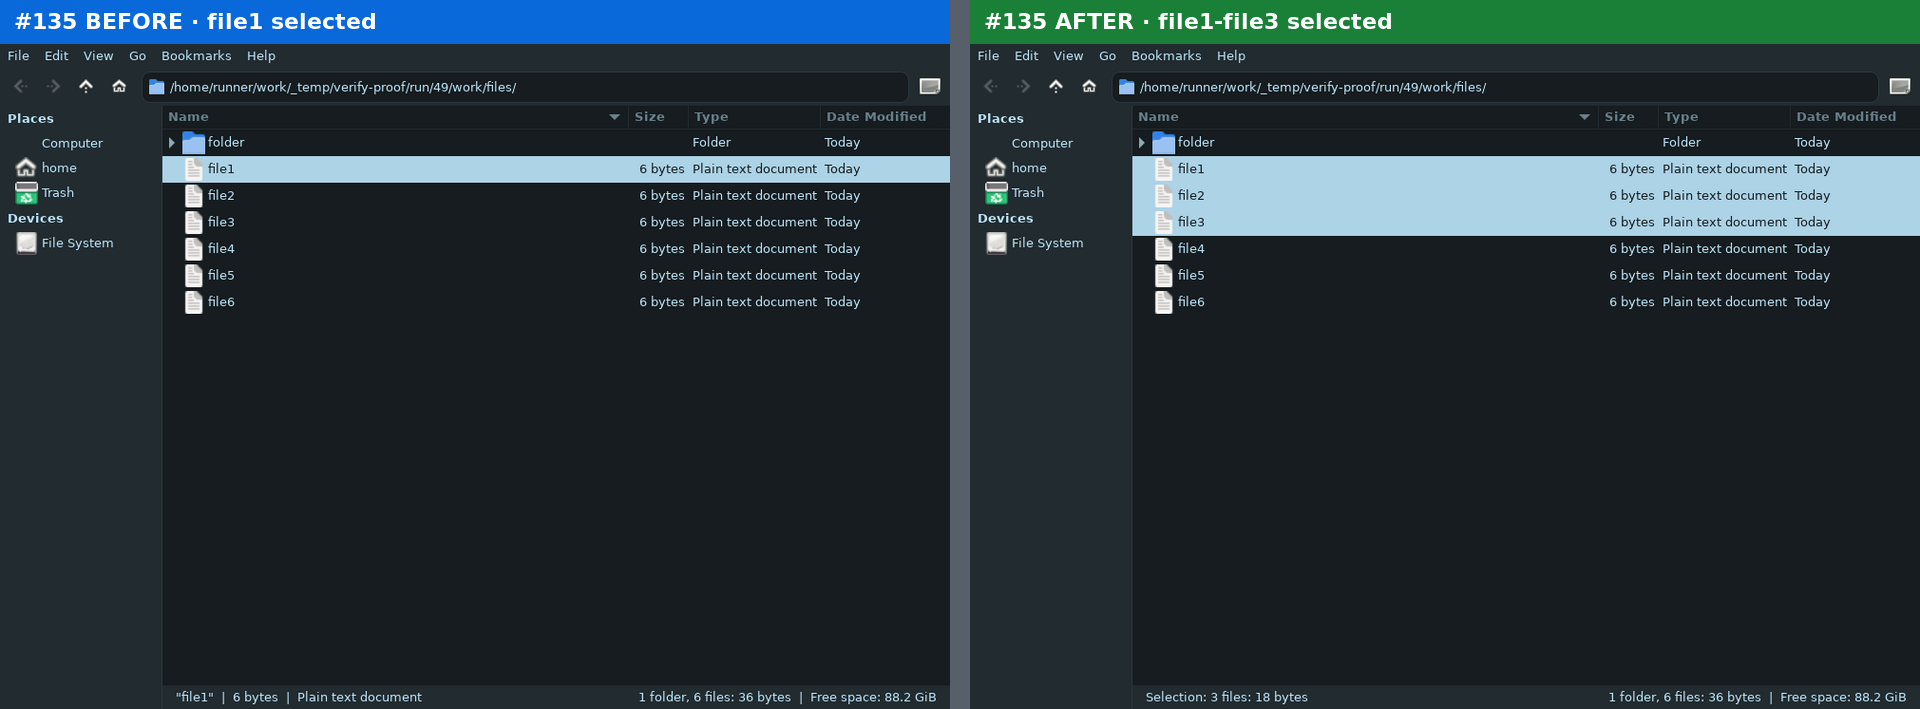 #135 BEFORE · file1 selected
File Edit View Go Bookmarks Help
/home/runner/work/_temp/verify-proof/run/49/work/files/
Places
Computer
home
Trash
Devices
File System
Name Size Type Date Modified
folder Folder Today
file1 6 bytes Plain text document Today
file2 6 bytes Plain text document Today
file3 6 bytes Plain text document Today
file4 6 bytes Plain text document Today
file5 6 bytes Plain text document Today
file6 6 bytes Plain text document Today
"file1" | 6 bytes | Plain text document 1 folder, 6 files: 36 bytes | Free space: 88.2 GiB
#135 AFTER · file1-file3 selected
File Edit View Go Bookmarks Help
/home/runner/work/_temp/verify-proof/run/49/work/files/
Places
Computer
home
Trash
Devices
File System
Name Size Type Date Modified
folder Folder Today
file1 6 bytes Plain text document Today
file2 6 bytes Plain text document Today
file3 6 bytes Plain text document Today
file4 6 bytes Plain text document Today
file5 6 bytes Plain text document Today
file6 6 bytes Plain text document Today
Selection: 3 files: 18 bytes 1 folder, 6 files: 36 bytes | Free space: 88.2 GiB